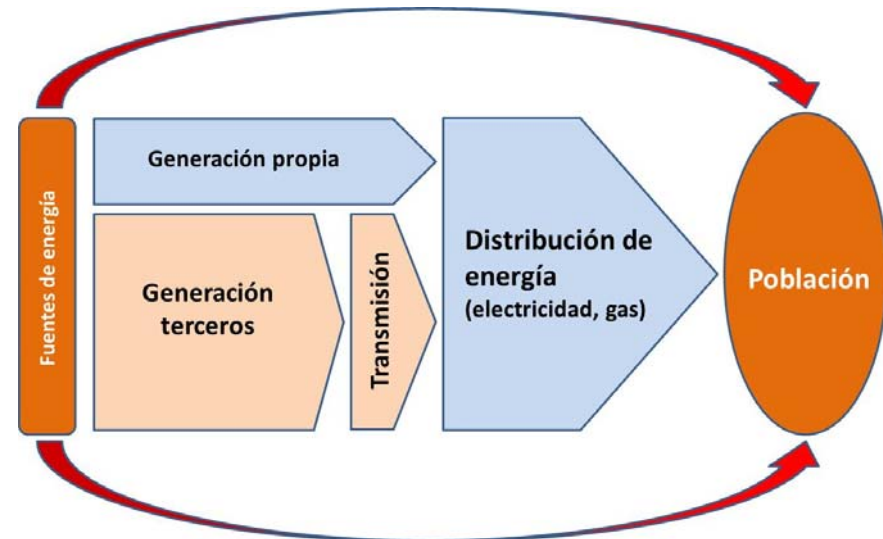 Fuentes de energía
Generación propia
Generación
terceros
Transmisión
Distribución de
energía
(electricidad, gas)
Población